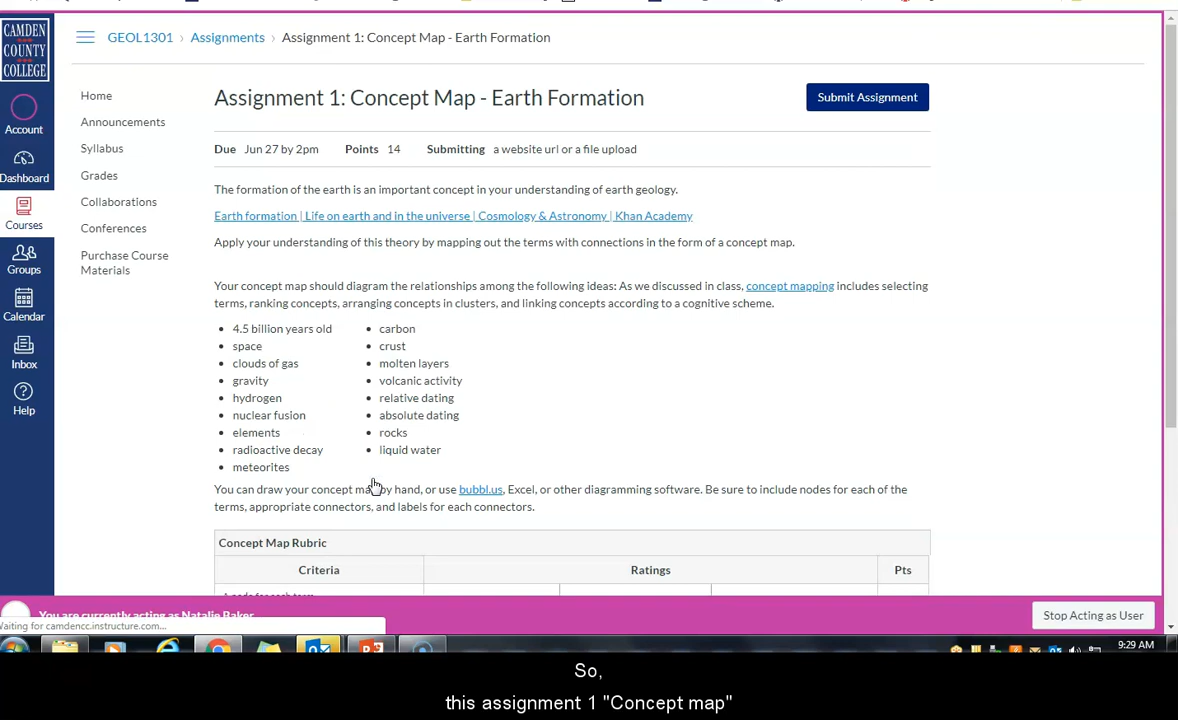 CAMDEN
COUNTY
COLLEGE
GEOL1301 › Assignments › Assignment 1: Concept Map - Earth Formation
Account
Dashboard
Courses
Groups
Calendar
Inbox
Help
Home
Announcements
Syllabus
Grades
Collaborations
Conferences
Purchase Course
Materials
Assignment 1: Concept Map - Earth Formation
Submit Assignment
Due Jun 27 by 2pm Points 14 Submitting a website url or a file upload
The formation of the earth is an important concept in your understanding of earth geology.
Earth formation | Life on earth and in the universe | Cosmology & Astronomy | Khan Academy
Apply your understanding of this theory by mapping out the terms with connections in the form of a concept map.
Your concept map should diagram the relationships among the following ideas: As we discussed in class, concept mapping includes selecting
terms, ranking concepts, arranging concepts in clusters, and linking concepts according to a cognitive scheme.
• 4.5 billion years old
• space
• clouds of gas
• gravity
• hydrogen
• nuclear fusion
• elements
• radioactive decay
• meteorites
• carbon
• crust
• molten layers
• volcanic activity
• relative dating
• absolute dating
• rocks
• liquid water
You can draw your concept map by hand, or use bubbl.us, Excel, or other diagramming software. Be sure to include nodes for each of the
terms, appropriate connectors, and labels for each connectors.
Concept Map Rubric
Criteria Ratings Pts
You are currently acting as Natalie Baker
Stop Acting as User
Waiting for camdencc.instructure.com...
9:29 AM
So,
this assignment 1 "Concept map"